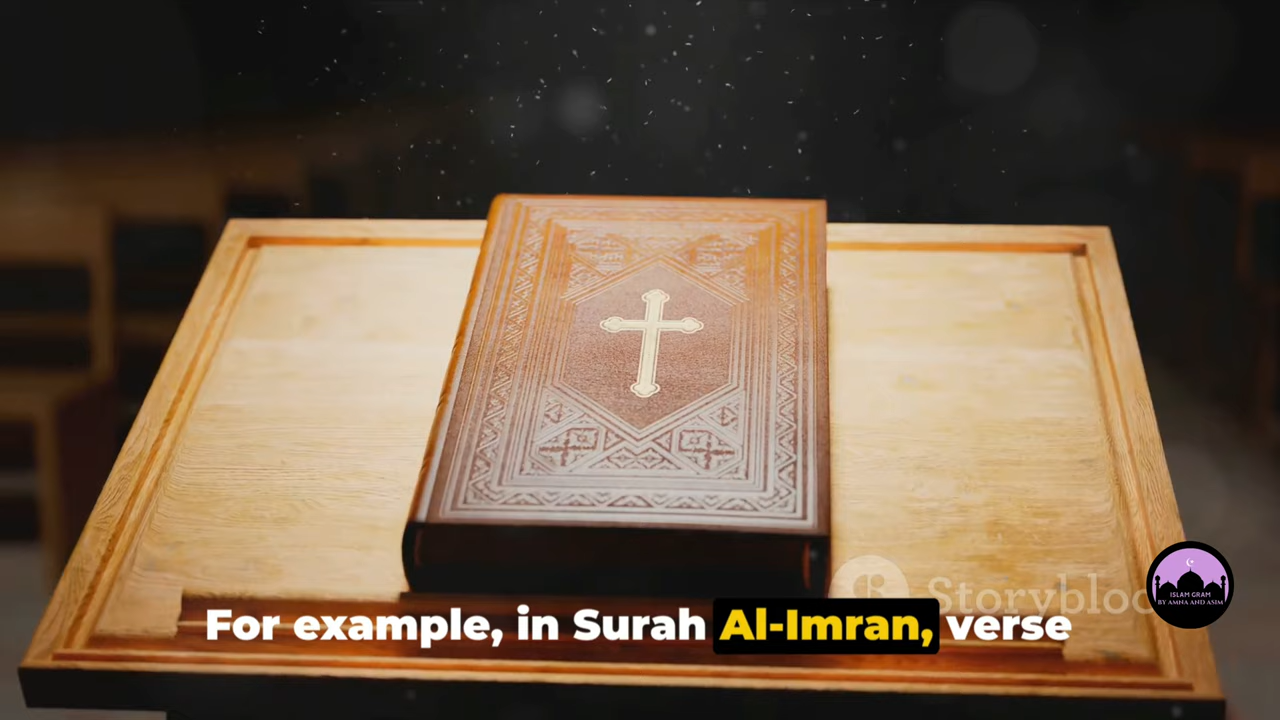 Storybloc
ISLAM GRAM
BY AMNA AND ASIM
For example, in Surah Al-Imran, verse